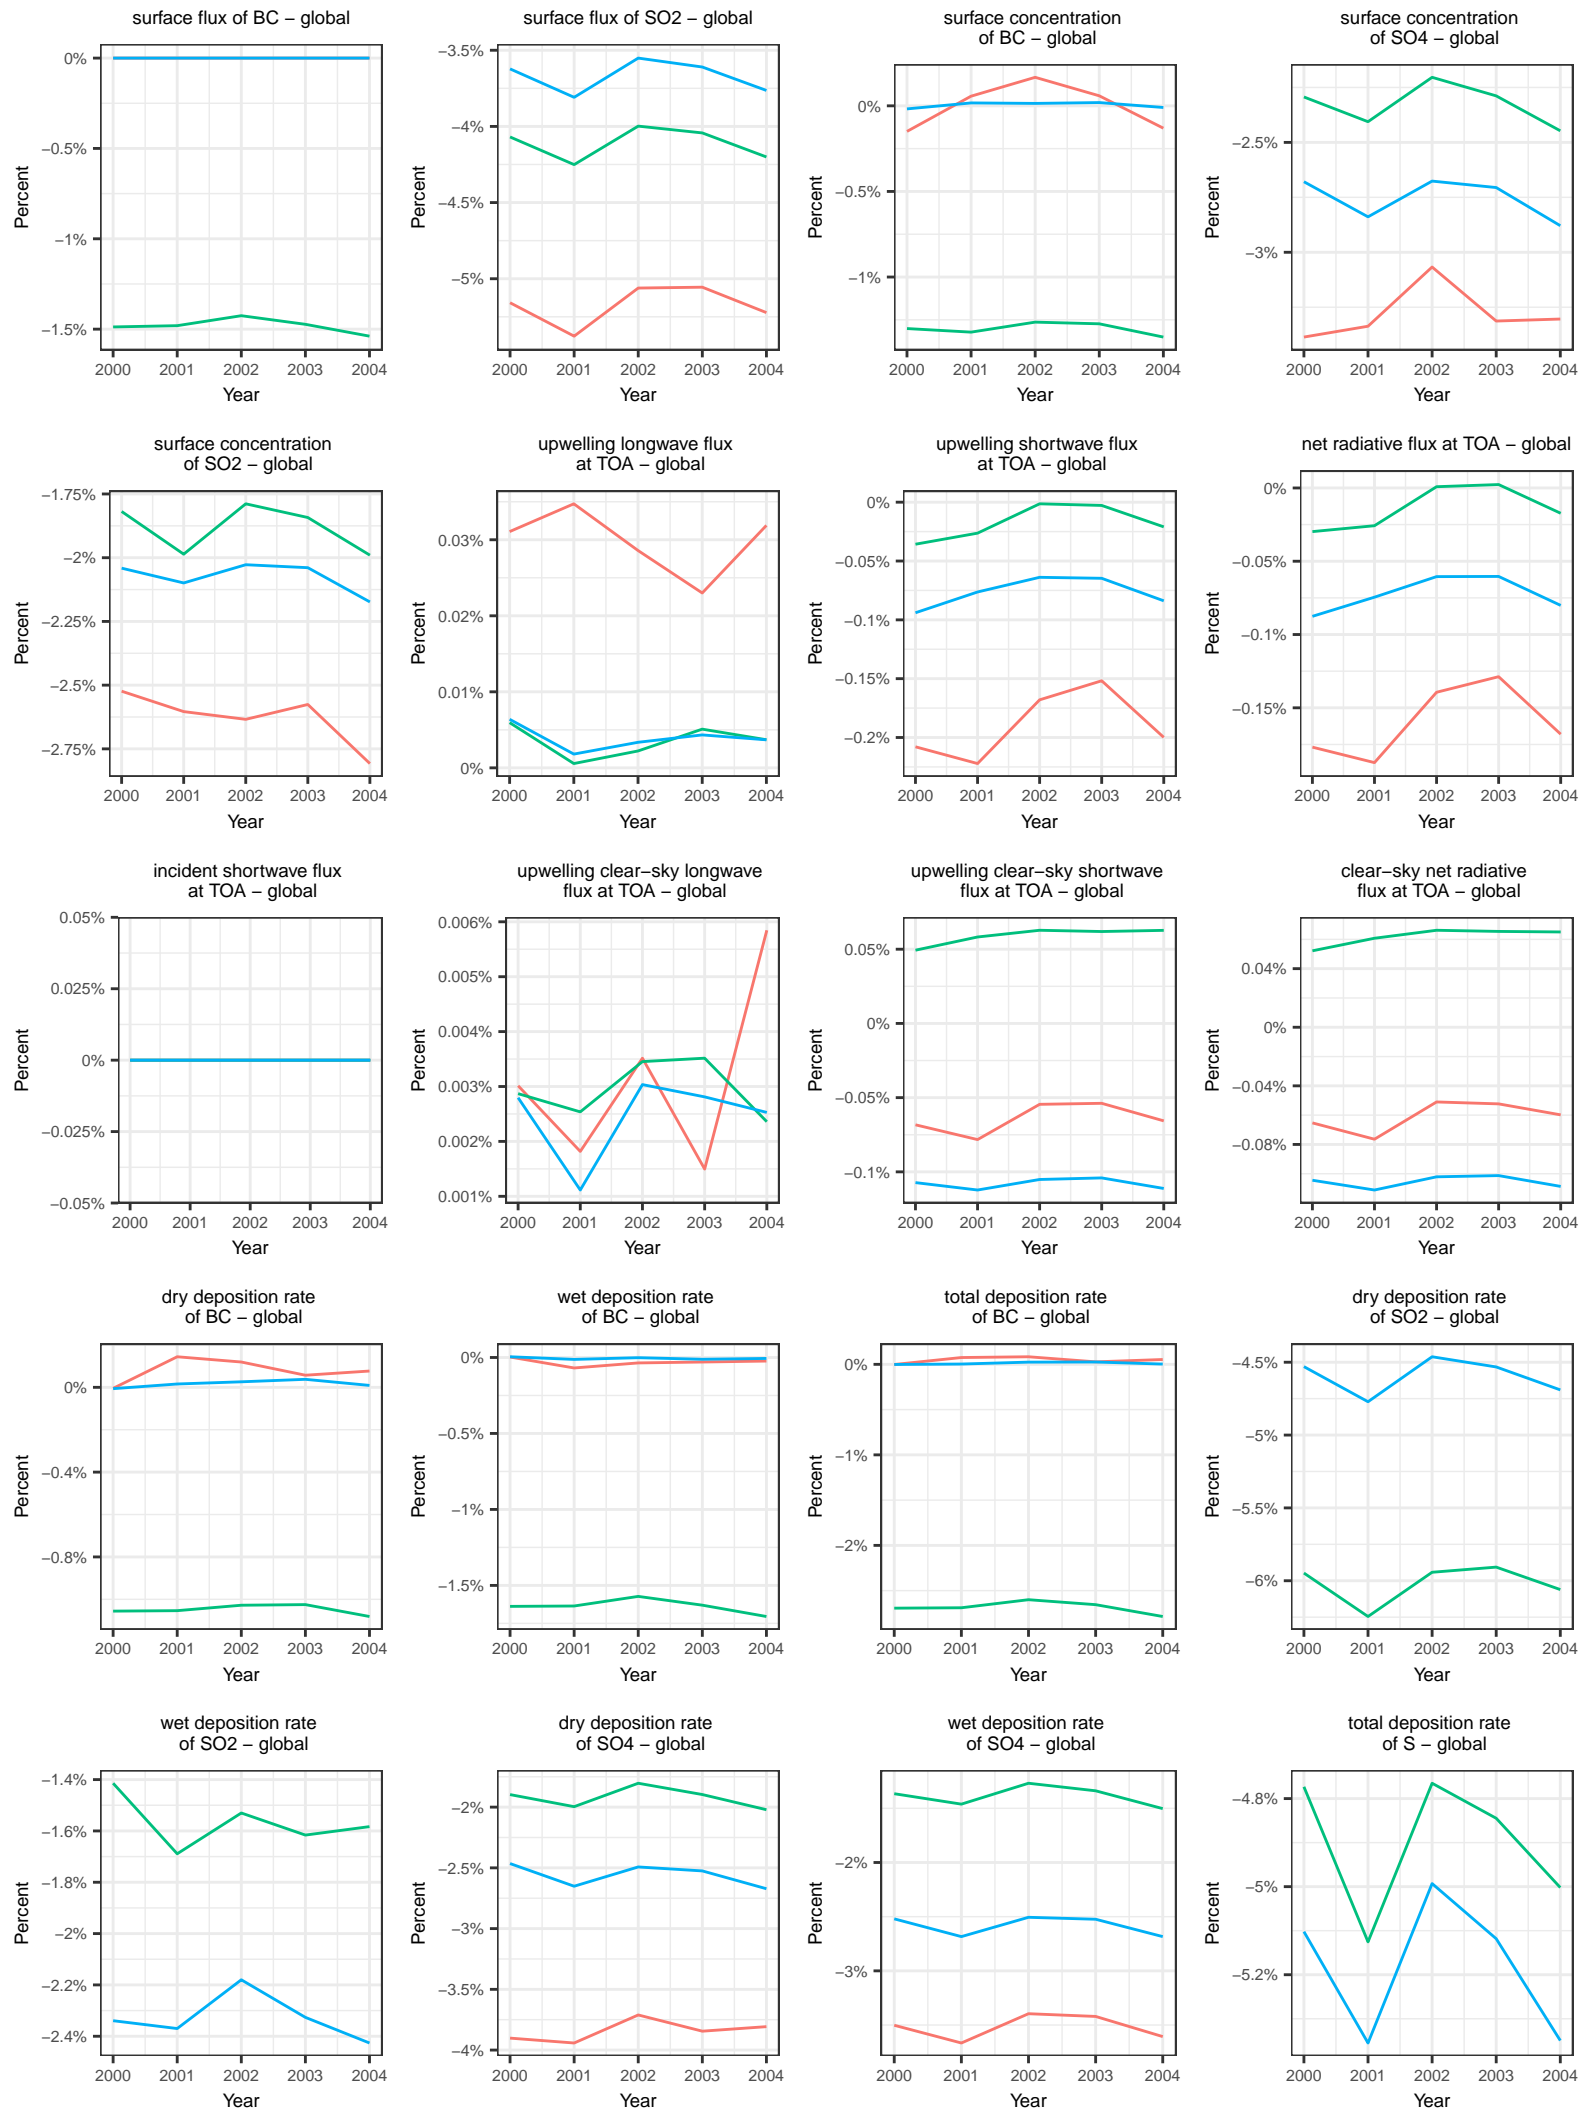 surface flux of BC – global
0%
−0.5%
−1%
−1.5%
Percent
2000 2001 2002 2003 2004
Year
surface flux of SO2 – global
−3.5%
−4%
−4.5%
−5%
Percent
2000 2001 2002 2003 2004
Year
surface concentration
of BC – global
0%
−0.5%
−1%
Percent
2000 2001 2002 2003 2004
Year
surface concentration
of SO4 – global
−2.5%
−3%
Percent
2000 2001 2002 2003 2004
Year
surface concentration
of SO2 – global
−1.75%
−2%
−2.25%
−2.5%
−2.75%
Percent
2000 2001 2002 2003 2004
Year
upwelling longwave flux
at TOA – global
0.03%
0.02%
0.01%
0%
Percent
2000 2001 2002 2003 2004
Year
upwelling shortwave flux
at TOA – global
0%
−0.05%
−0.1%
−0.15%
−0.2%
Percent
2000 2001 2002 2003 2004
Year
net radiative flux at TOA – global
0%
−0.05%
−0.1%
−0.15%
Percent
2000 2001 2002 2003 2004
Year
incident shortwave flux
at TOA – global
0.05%
0.025%
0%
−0.025%
−0.05%
Percent
2000 2001 2002 2003 2004
Year
upwelling clear−sky longwave
flux at TOA – global
0.006%
0.005%
0.004%
0.003%
0.002%
0.001%
Percent
2000 2001 2002 2003 2004
Year
upwelling clear−sky shortwave
flux at TOA – global
0.05%
0%
−0.05%
−0.1%
Percent
2000 2001 2002 2003 2004
Year
clear−sky net radiative
flux at TOA – global
0.04%
0%
−0.04%
−0.08%
Percent
2000 2001 2002 2003 2004
Year
dry deposition rate
of BC – global
0%
−0.4%
−0.8%
Percent
2000 2001 2002 2003 2004
Year
wet deposition rate
of BC – global
0%
−0.5%
−1%
−1.5%
Percent
2000 2001 2002 2003 2004
Year
total deposition rate
of BC – global
0%
−1%
−2%
Percent
2000 2001 2002 2003 2004
Year
dry deposition rate
of SO2 – global
−4.5%
−5%
−5.5%
−6%
Percent
2000 2001 2002 2003 2004
Year
wet deposition rate
of SO2 – global
−1.4%
−1.6%
−1.8%
−2%
−2.2%
−2.4%
Percent
2000 2001 2002 2003 2004
Year
dry deposition rate
of SO4 – global
−2%
−2.5%
−3%
−3.5%
−4%
Percent
2000 2001 2002 2003 2004
Year
wet deposition rate
of SO4 – global
−2%
−3%
Percent
2000 2001 2002 2003 2004
Year
total deposition rate
of S – global
−4.8%
−5%
−5.2%
Percent
2000 2001 2002 2003 2004
Year